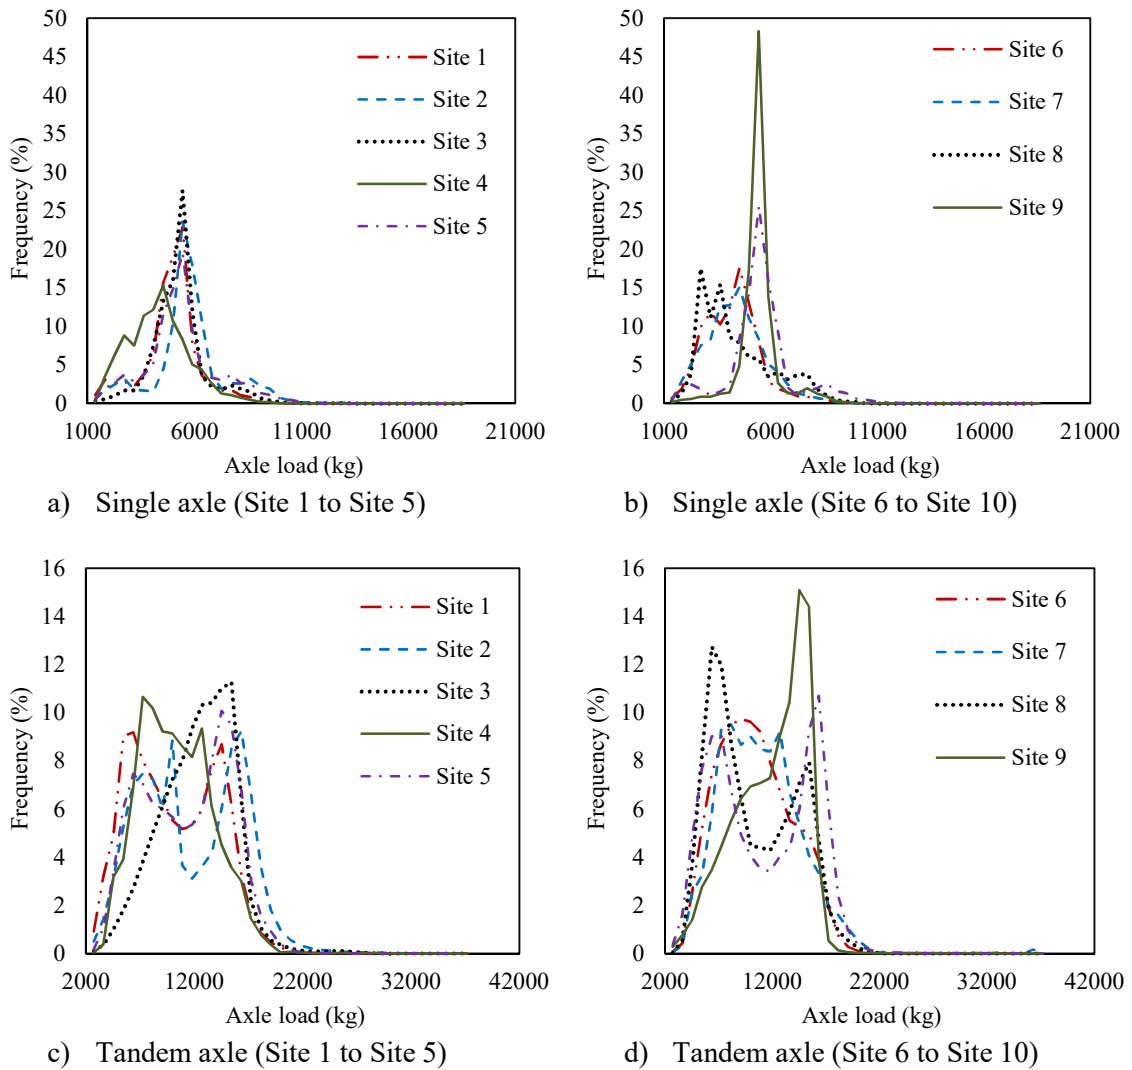 50
45
40
35
30
25
20
15
10
5
0
Frequency (%)
1000 6000 11000 16000 21000
Axle load (kg)
Site 1
Site 2
Site 3
Site 4
Site 5
a) Single axle (Site 1 to Site 5)
50
45
40
35
30
25
20
15
10
5
0
Frequency (%)
1000 6000 11000 16000 21000
Axle load (kg)
Site 6
Site 7
Site 8
Site 9
b) Single axle (Site 6 to Site 10)
16
14
12
10
8
6
4
2
0
Frequency (%)
2000 12000 22000 32000 42000
Axle load (kg)
Site 1
Site 2
Site 3
Site 4
Site 5
c) Tandem axle (Site 1 to Site 5)
16
14
12
10
8
6
4
2
0
Frequency (%)
2000 12000 22000 32000 42000
Axle load (kg)
Site 6
Site 7
Site 8
Site 9
d) Tandem axle (Site 6 to Site 10)